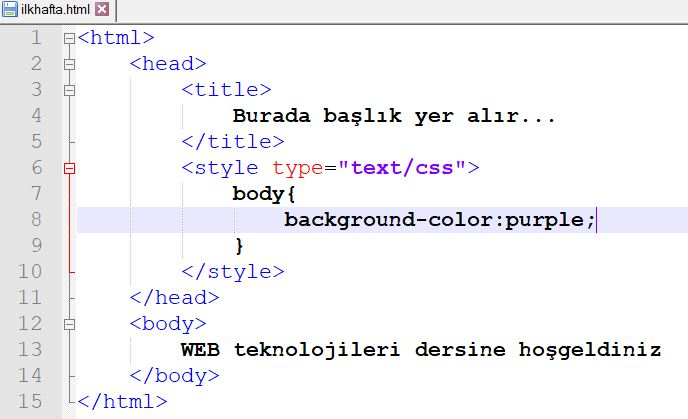 ilkhafta.html
1 <html>
2 <head>
3 <title>
4 Burada başlık yer alır...
5 </title>
6 <style type="text/css">
7 body{
8 background-color:purple;
9 }
10 </style>
11 </head>
12 <body>
13 WEB teknolojileri dersine hoşgeldiniz
14 </body>
15 </html>